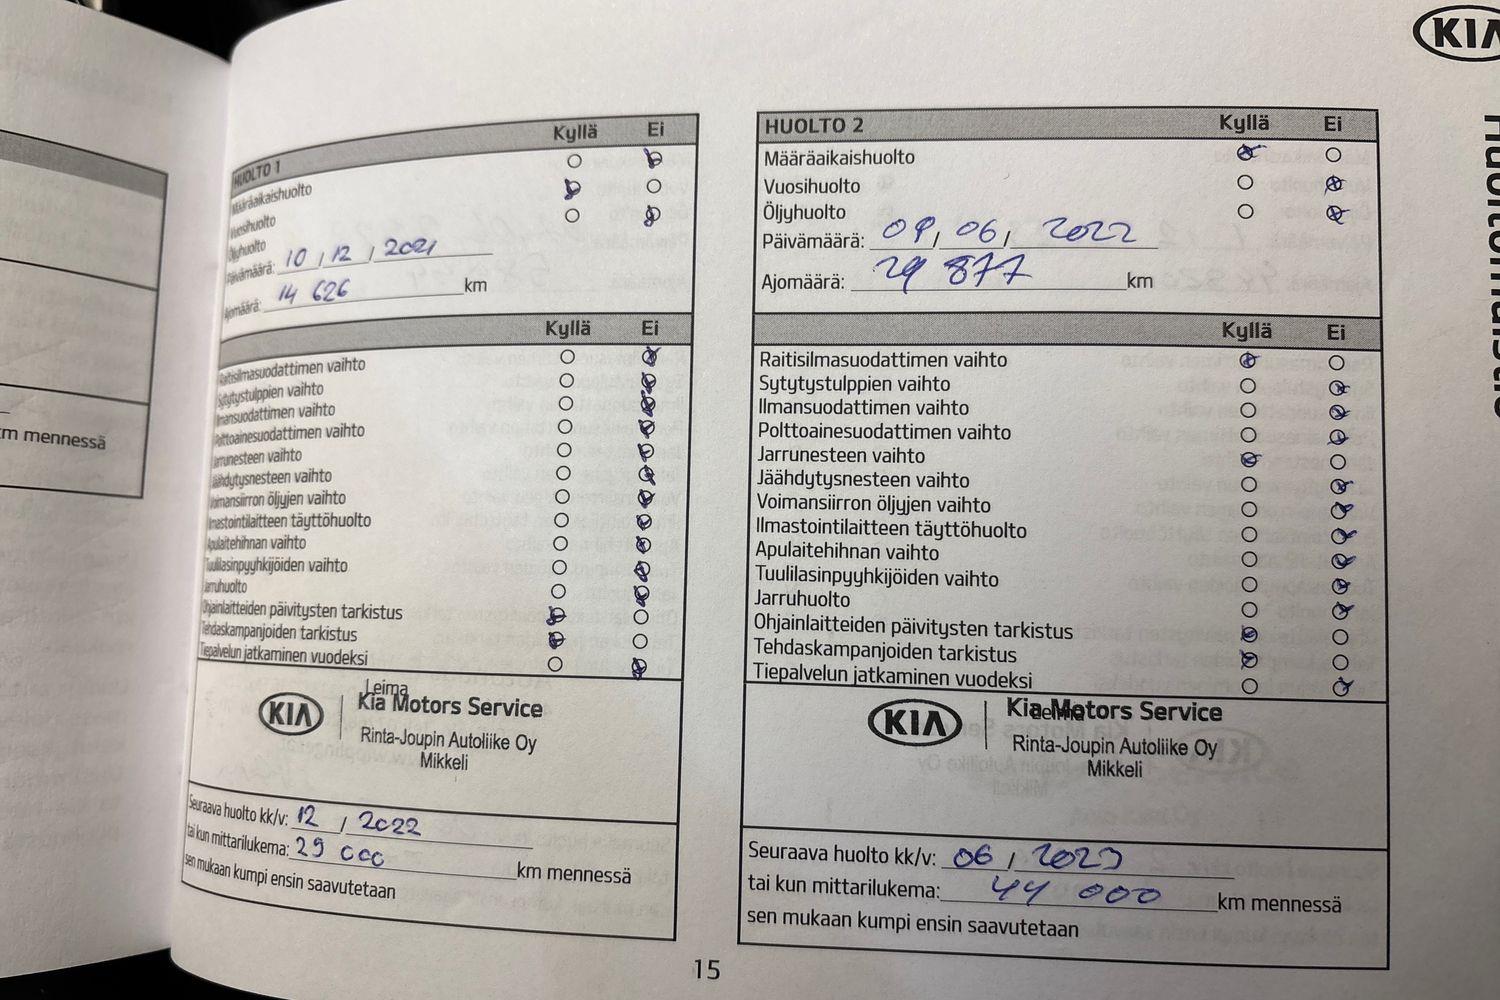 KIA
Huoltomuistio
km mennessä
HUOLTO 1 Kyllä Ei
Määräaikaishuolto
Vuosihuolto
Öljyhuolto
Päivämäärä: 10 / 12 / 2021
Ajomäärä: 14 626 km
Kyllä Ei
Raitisilmasuodattimen vaihto
Sytytystulppien vaihto
Ilmansuodattimen vaihto
Polttoainesuodattimen vaihto
Jarrunesteen vaihto
Jäähdytysnesteen vaihto
Voimansiirron öljyjen vaihto
Ilmastointilaitteen täyttöhuolto
Apulaitehihnan vaihto
Tuulilasinpyyhkijöiden vaihto
Jarruhuolto
Ohjainlaitteiden päivitysten tarkistus
Tehdaskampanjoiden tarkistus
Tiepalvelun jatkaminen vuodeksi
Leima
KIA Kia Motors Service
Rinta-Joupin Autoliike Oy
Mikkeli
Seuraava huolto kk/v: 12 / 2022
tai kun mittarilukema: 29 000 km mennessä
sen mukaan kumpi ensin saavutetaan
HUOLTO 2 Kyllä Ei
Määräaikaishuolto
Vuosihuolto
Öljyhuolto
Päivämäärä: 09 / 06 / 2022
Ajomäärä: 29 877 km
Kyllä Ei
Raitisilmasuodattimen vaihto
Sytytystulppien vaihto
Ilmansuodattimen vaihto
Polttoainesuodattimen vaihto
Jarrunesteen vaihto
Jäähdytysnesteen vaihto
Voimansiirron öljyjen vaihto
Ilmastointilaitteen täyttöhuolto
Apulaitehihnan vaihto
Tuulilasinpyyhkijöiden vaihto
Jarruhuolto
Ohjainlaitteiden päivitysten tarkistus
Tehdaskampanjoiden tarkistus
Tiepalvelun jatkaminen vuodeksi
Leima
KIA Kia Motors Service
Rinta-Joupin Autoliike Oy
Mikkeli
Seuraava huolto kk/v: 06 / 2023
tai kun mittarilukema: 44 000 km mennessä
sen mukaan kumpi ensin saavutetaan
15